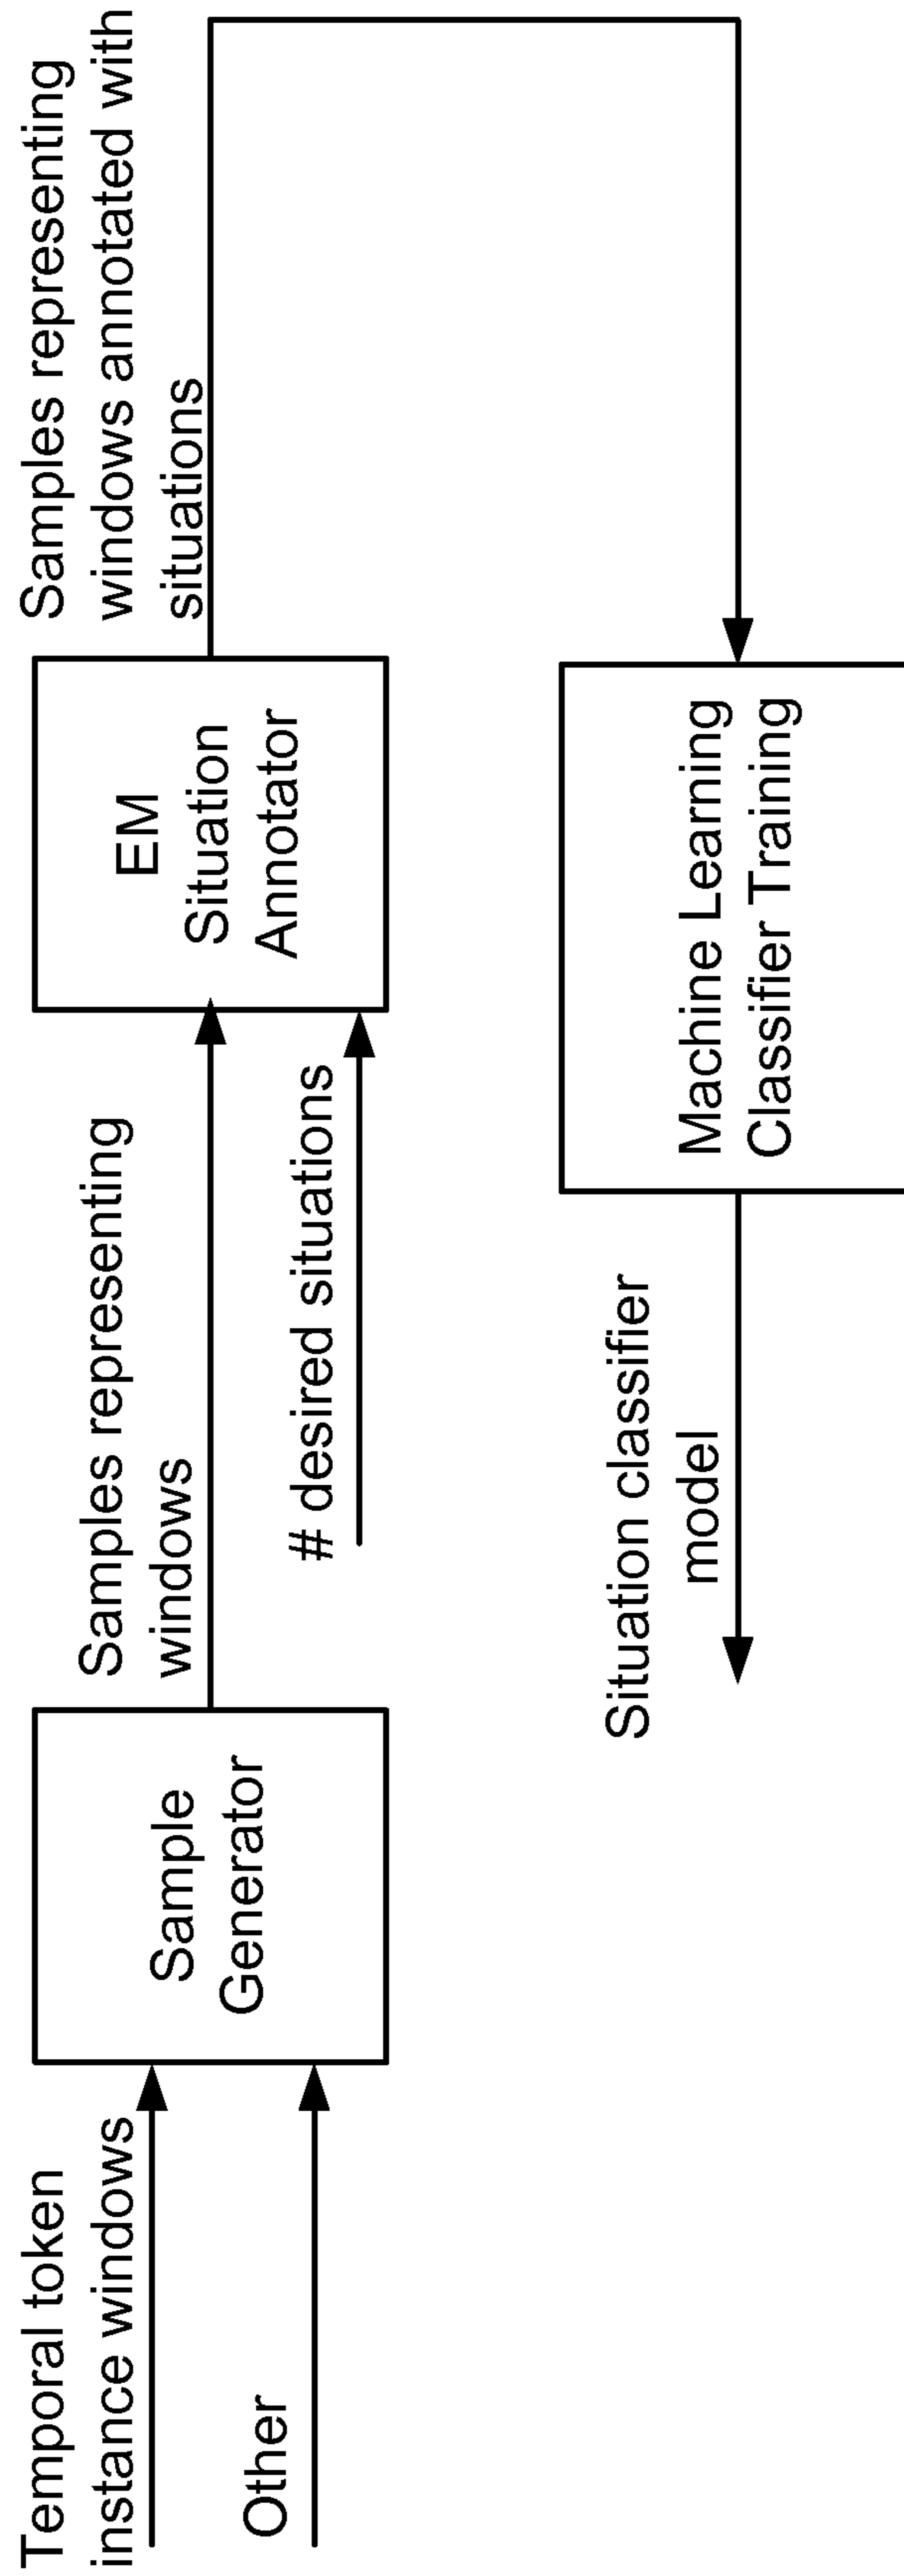 Temporal token
instance windows
Other
Sample
Generator
Samples representing
windows
# desired situations
EM
Situation
Annotator
Samples representing
windows annotated with
situations
Machine Learning
Classifier Training
Situation classifier
model